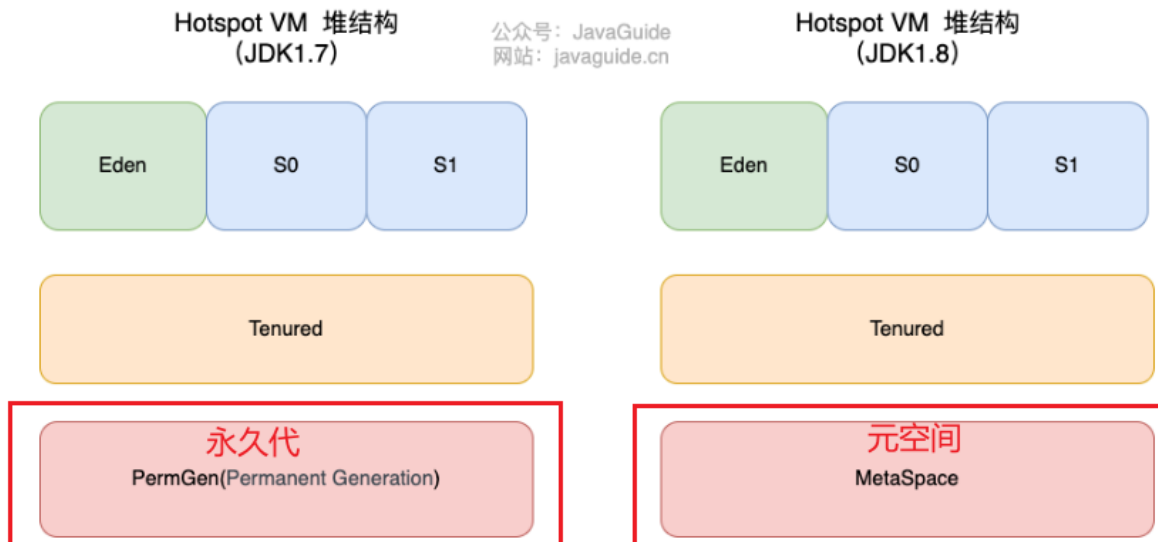 Hotspot VM 堆结构
(JDK1.7)
公众号：JavaGuide
网站：javaguide.cn
Hotspot VM 堆结构
(JDK1.8)
Eden
S0
S1
Eden
S0
S1
Tenured
Tenured
永久代
PermGen(Permanent Generation)
元空间
MetaSpace